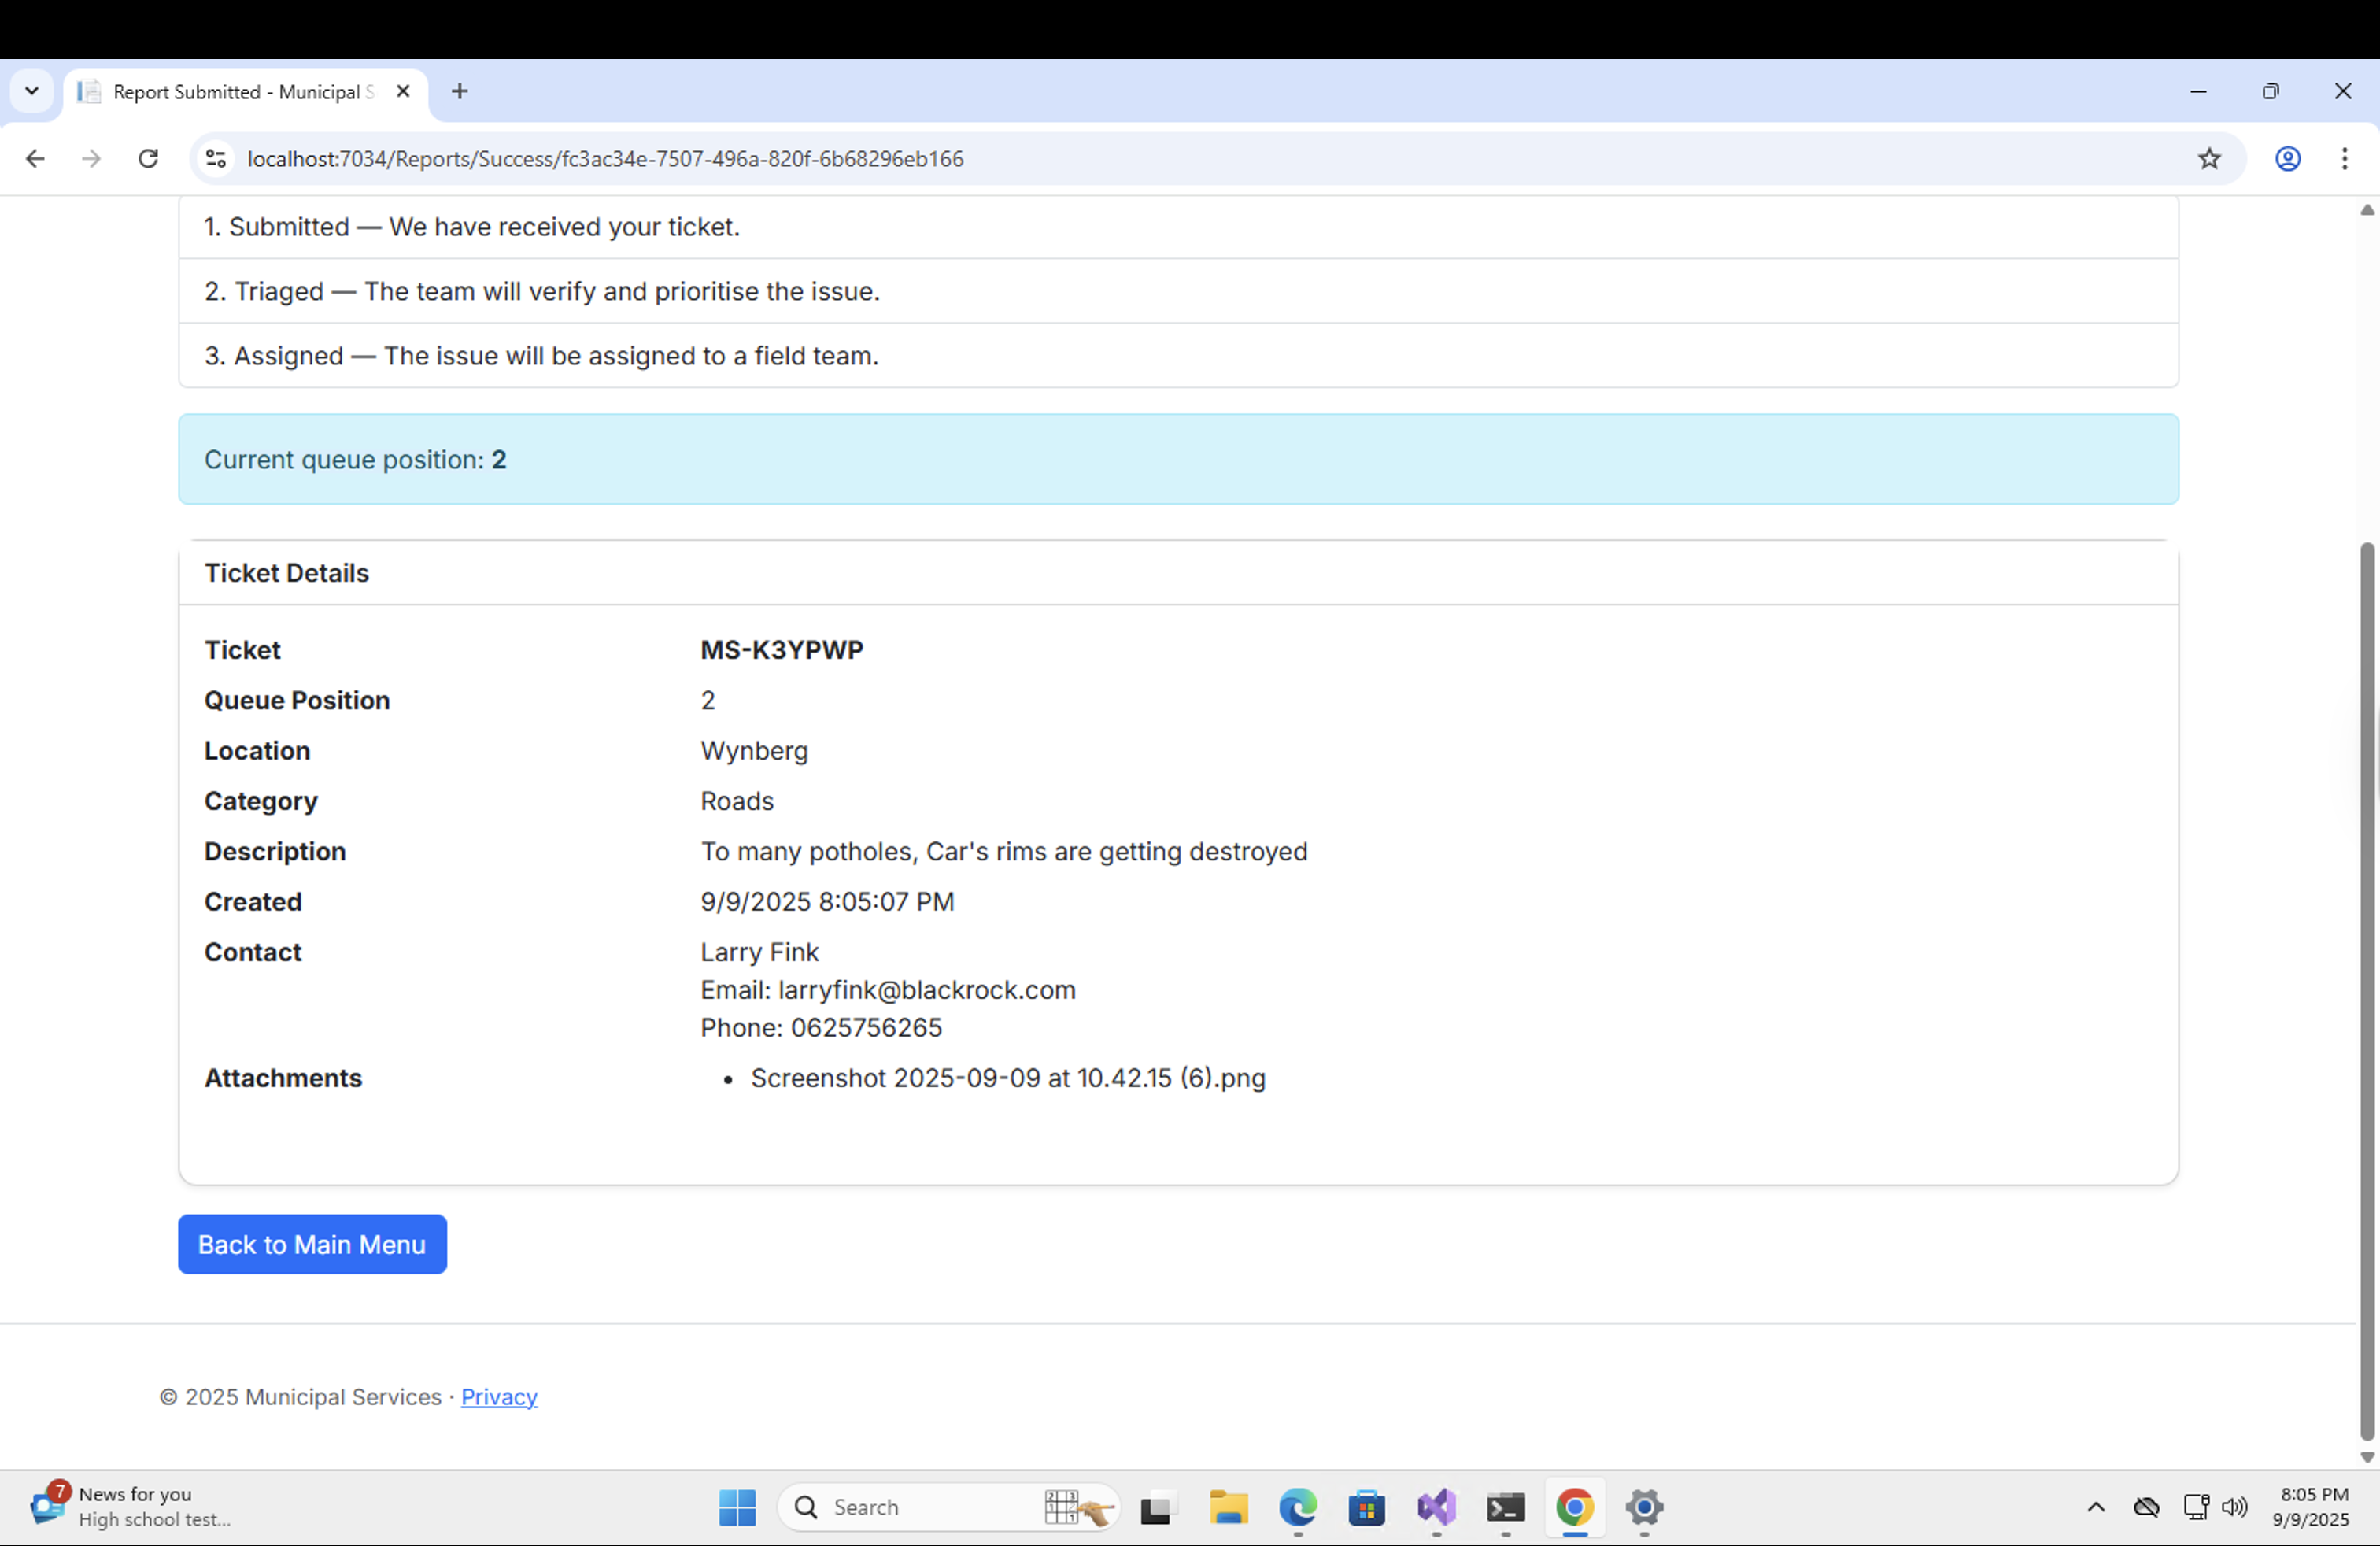 Report Submitted - Municipal S
localhost:7034/Reports/Success/fc3ac34e-7507-496a-820f-6b68296eb166
1. Submitted — We have received your ticket.
2. Triaged — The team will verify and prioritise the issue.
3. Assigned — The issue will be assigned to a field team.
Current queue position: 2
Ticket Details
Ticket MS-K3YPWP
Queue Position 2
Location Wynberg
Category Roads
Description To many potholes, Car's rims are getting destroyed
Created 9/9/2025 8:05:07 PM
Contact Larry Fink
Email: larryfink@blackrock.com
Phone: 0625756265
Attachments • Screenshot 2025-09-09 at 10.42.15 (6).png
Back to Main Menu
© 2025 Municipal Services · Privacy
7
News for you
High school test...
Search
8:05 PM
9/9/2025